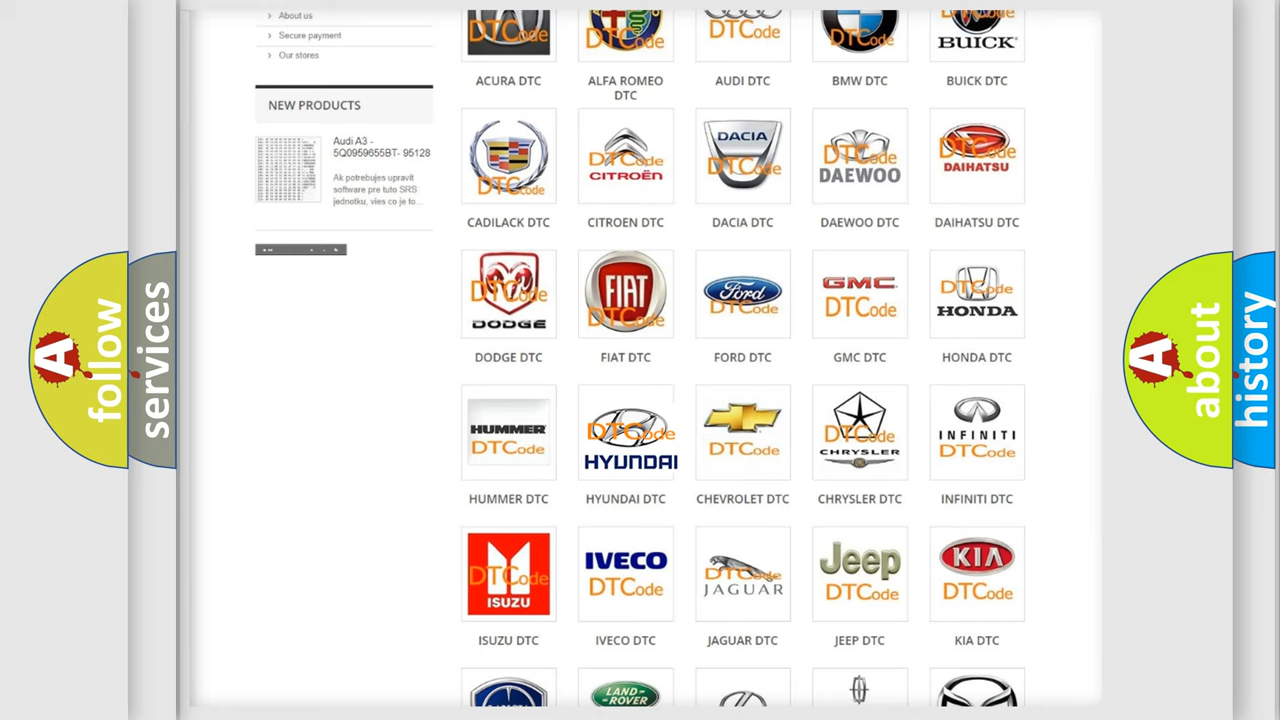 About us
Secure payment
Our stores
NEW PRODUCTS
Audi A3 -
5Q0959655BT- 95128
Ak potrebujes upravit
software pre tuto SRS
jednotku, vies co je to...
DTCode
DTCode
DTCode
DTCode
BUICK
ACURA DTC
ALFA ROMEO
DTC
AUDI DTC
BMW DTC
BUICK DTC
DTCode
DTCode
CITROËN
DACIA
DTCode
DTCode
DAEWOO
DTCode
DAIHATSU
CADILACK DTC
CITROEN DTC
DACIA DTC
DAEWOO DTC
DAIHATSU DTC
DTCode
DODGE
FIAT
DTCode
Ford
DTCode
GMC
DTCode
DTCode
HONDA
DODGE DTC
FIAT DTC
FORD DTC
GMC DTC
HONDA DTC
HUMMER
DTCode
DTCode
HYUNDAI
DTCode
DTCode
CHRYSLER
INFINITI
DTCode
HUMMER DTC
HYUNDAI DTC
CHEVROLET DTC
CHRYSLER DTC
INFINITI DTC
DTCode
ISUZU
IVECO
DTCode
DTCode
JAGUAR
Jeep
DTCode
KIA
DTCode
ISUZU DTC
IVECO DTC
JAGUAR DTC
JEEP DTC
KIA DTC
LAND-
ROVER
A
follow
services
A
about
history